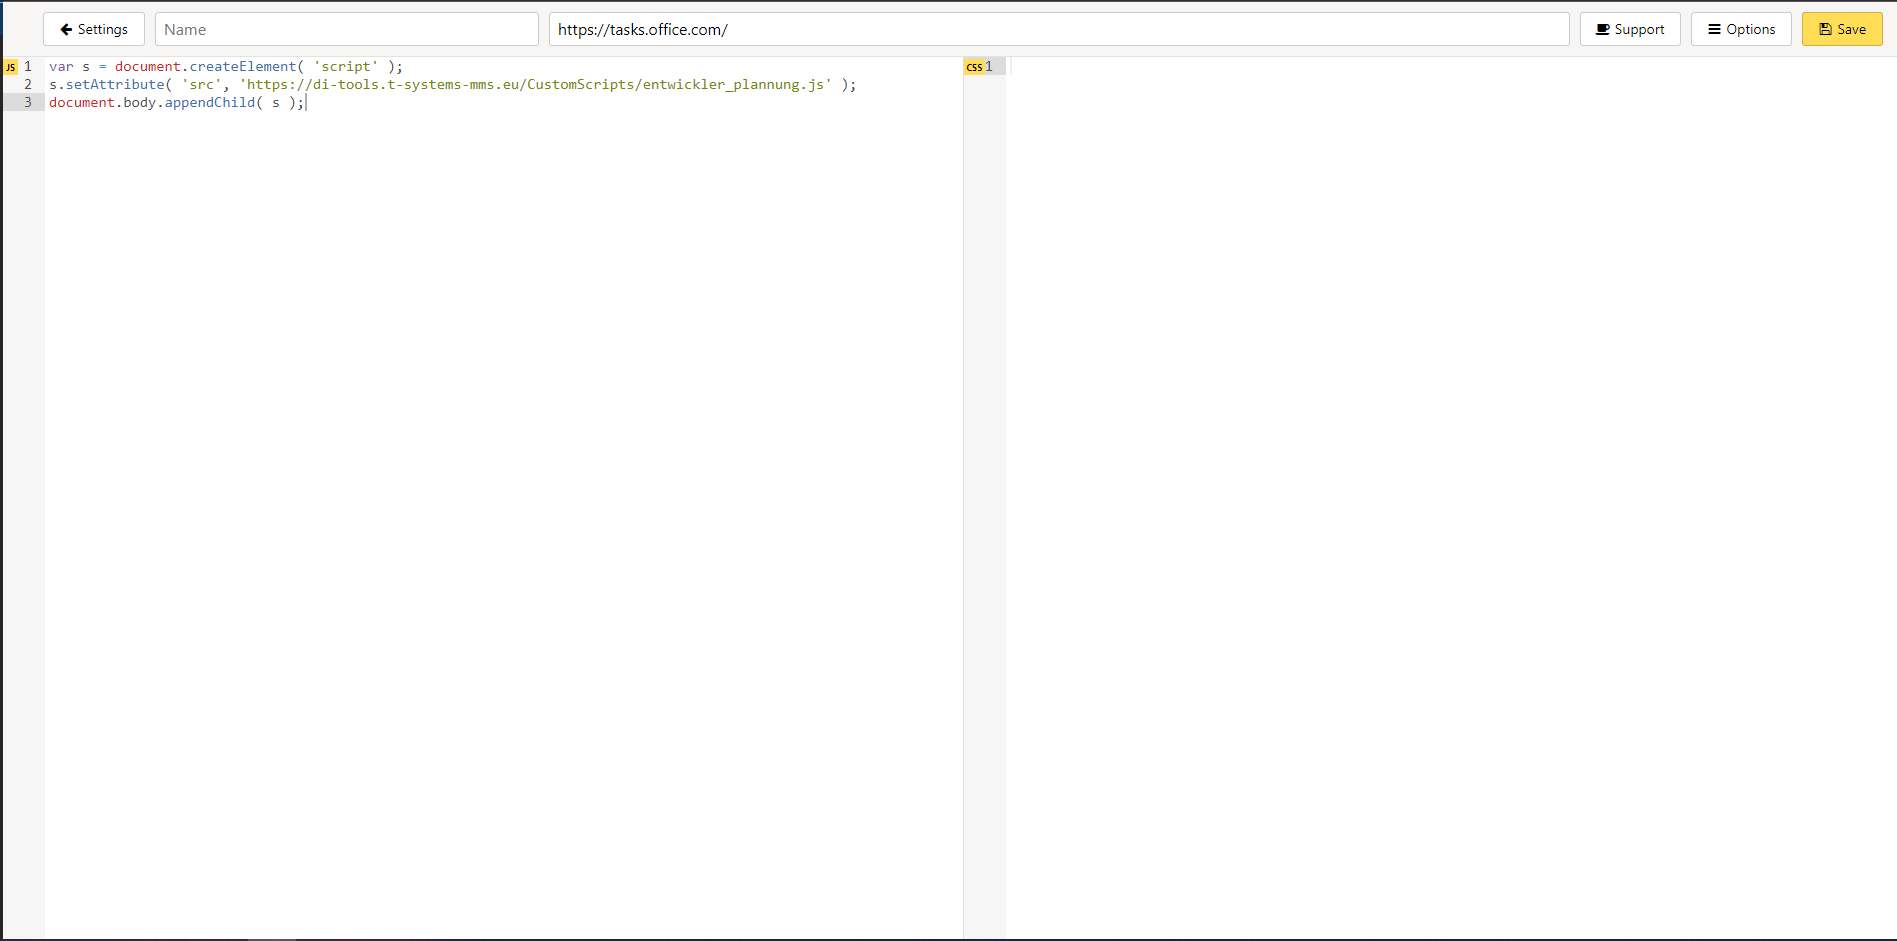 Settings Name https://tasks.office.com/ Support Options Save
JS 1 var s = document.createElement( 'script' ); CSS 1
2 s.setAttribute( 'src', 'https://di-tools.t-systems-mms.eu/CustomScripts/entwickler_plannung.js' );
3 document.body.appendChild( s );